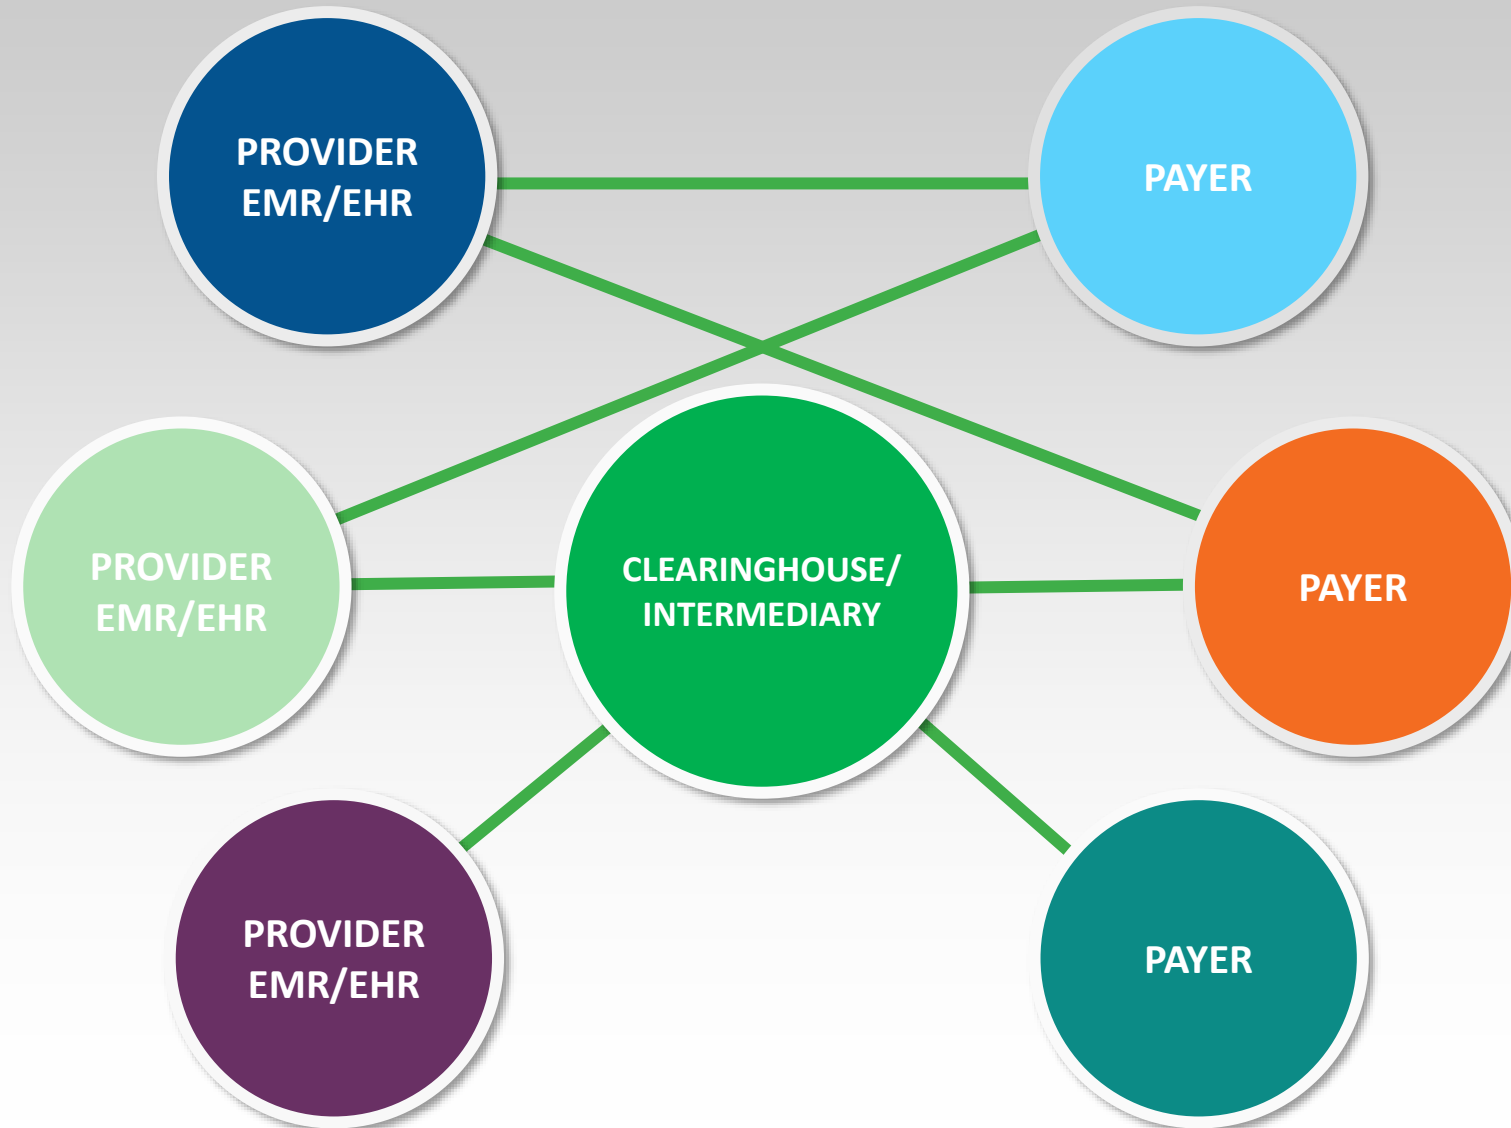 PROVIDER
EMR/EHR
PAYER
PROVIDER
EMR/EHR
CLEARINGHOUSE/
INTERMEDIARY
PAYER
PROVIDER
EMR/EHR
PAYER